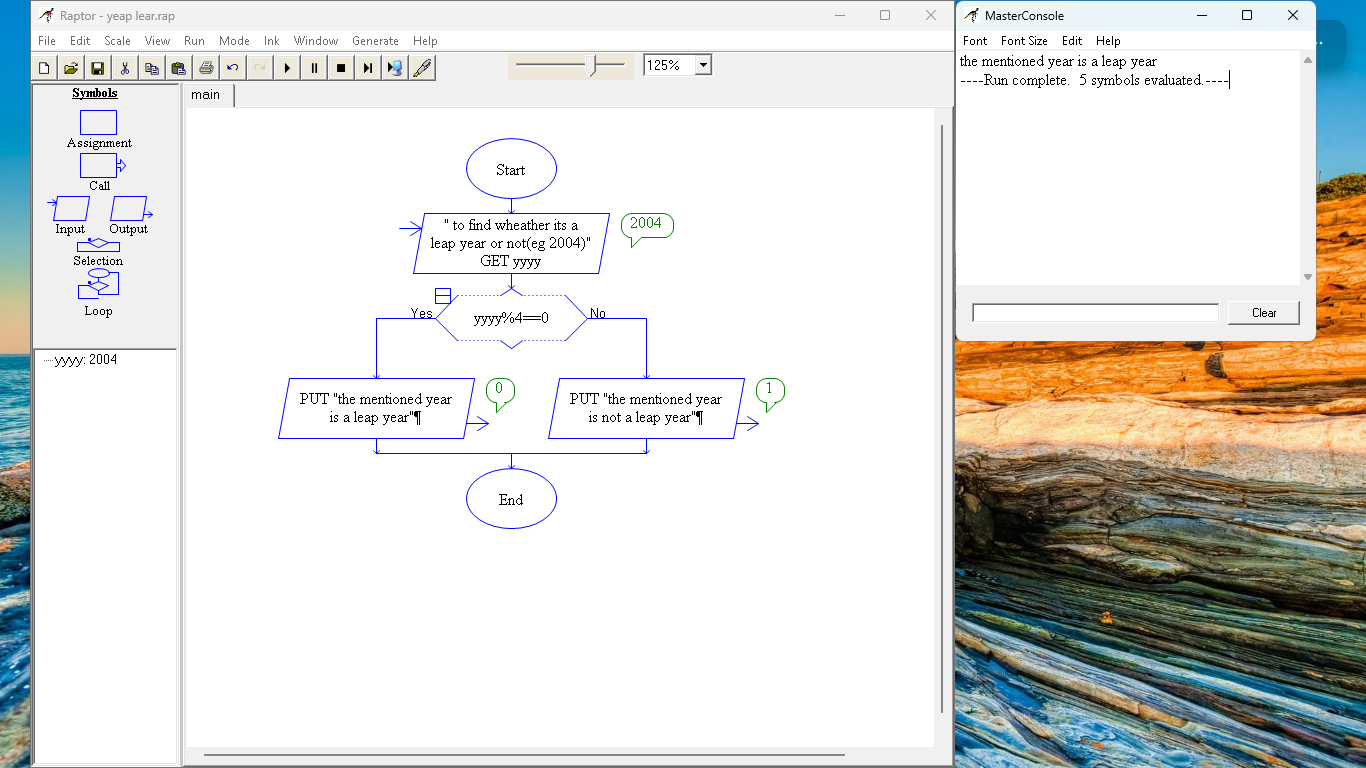 Raptor - yeap lear.rap
File Edit Scale View Run Mode Ink Window Generate Help
125%
Symbols
Assignment
Call
Input Output
Selection
Loop
yyyy: 2004
main
Start
" to find wheather its a
leap year or not(eg 2004)"
GET yyyy
2004
Yes
yyyy%4==0
No
PUT "the mentioned year
is a leap year"¶
0
PUT "the mentioned year
is not a leap year"¶
1
End
MasterConsole
Font Font Size Edit Help
the mentioned year is a leap year
----Run complete. 5 symbols evaluated.----
Clear